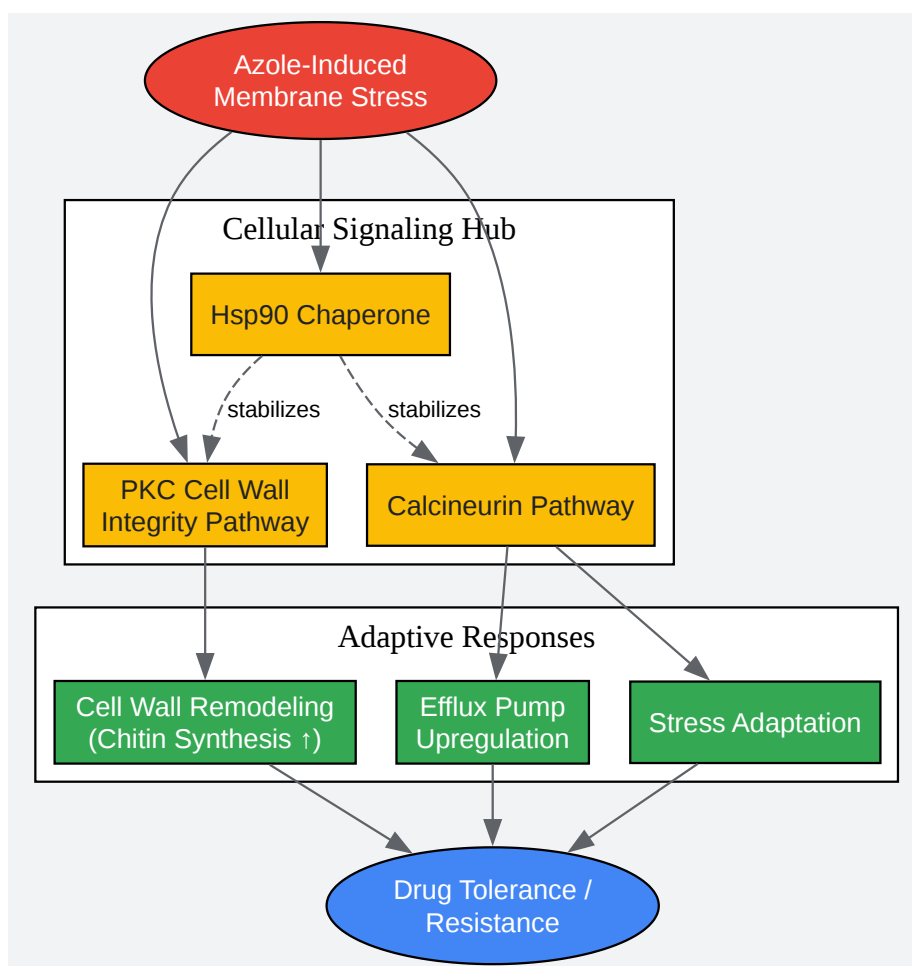 Azole-Induced
Membrane Stress
Cellular Signaling Hub
Hsp90 Chaperone
stabilizes
stabilizes
PKC Cell Wall
Integrity Pathway
Calcineurin Pathway
Adaptive Responses
Cell Wall Remodeling
(Chitin Synthesis ↑)
Efflux Pump
Upregulation
Stress Adaptation
Drug Tolerance /
Resistance